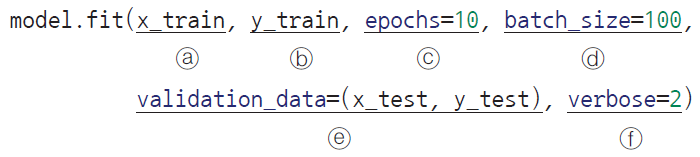 model.fit(x_train, y_train, epochs=10, batch_size=100,
ⓐ ⓑ ⓒ ⓓ
validation_data=(x_test, y_test), verbose=2)
ⓔ ⓕ